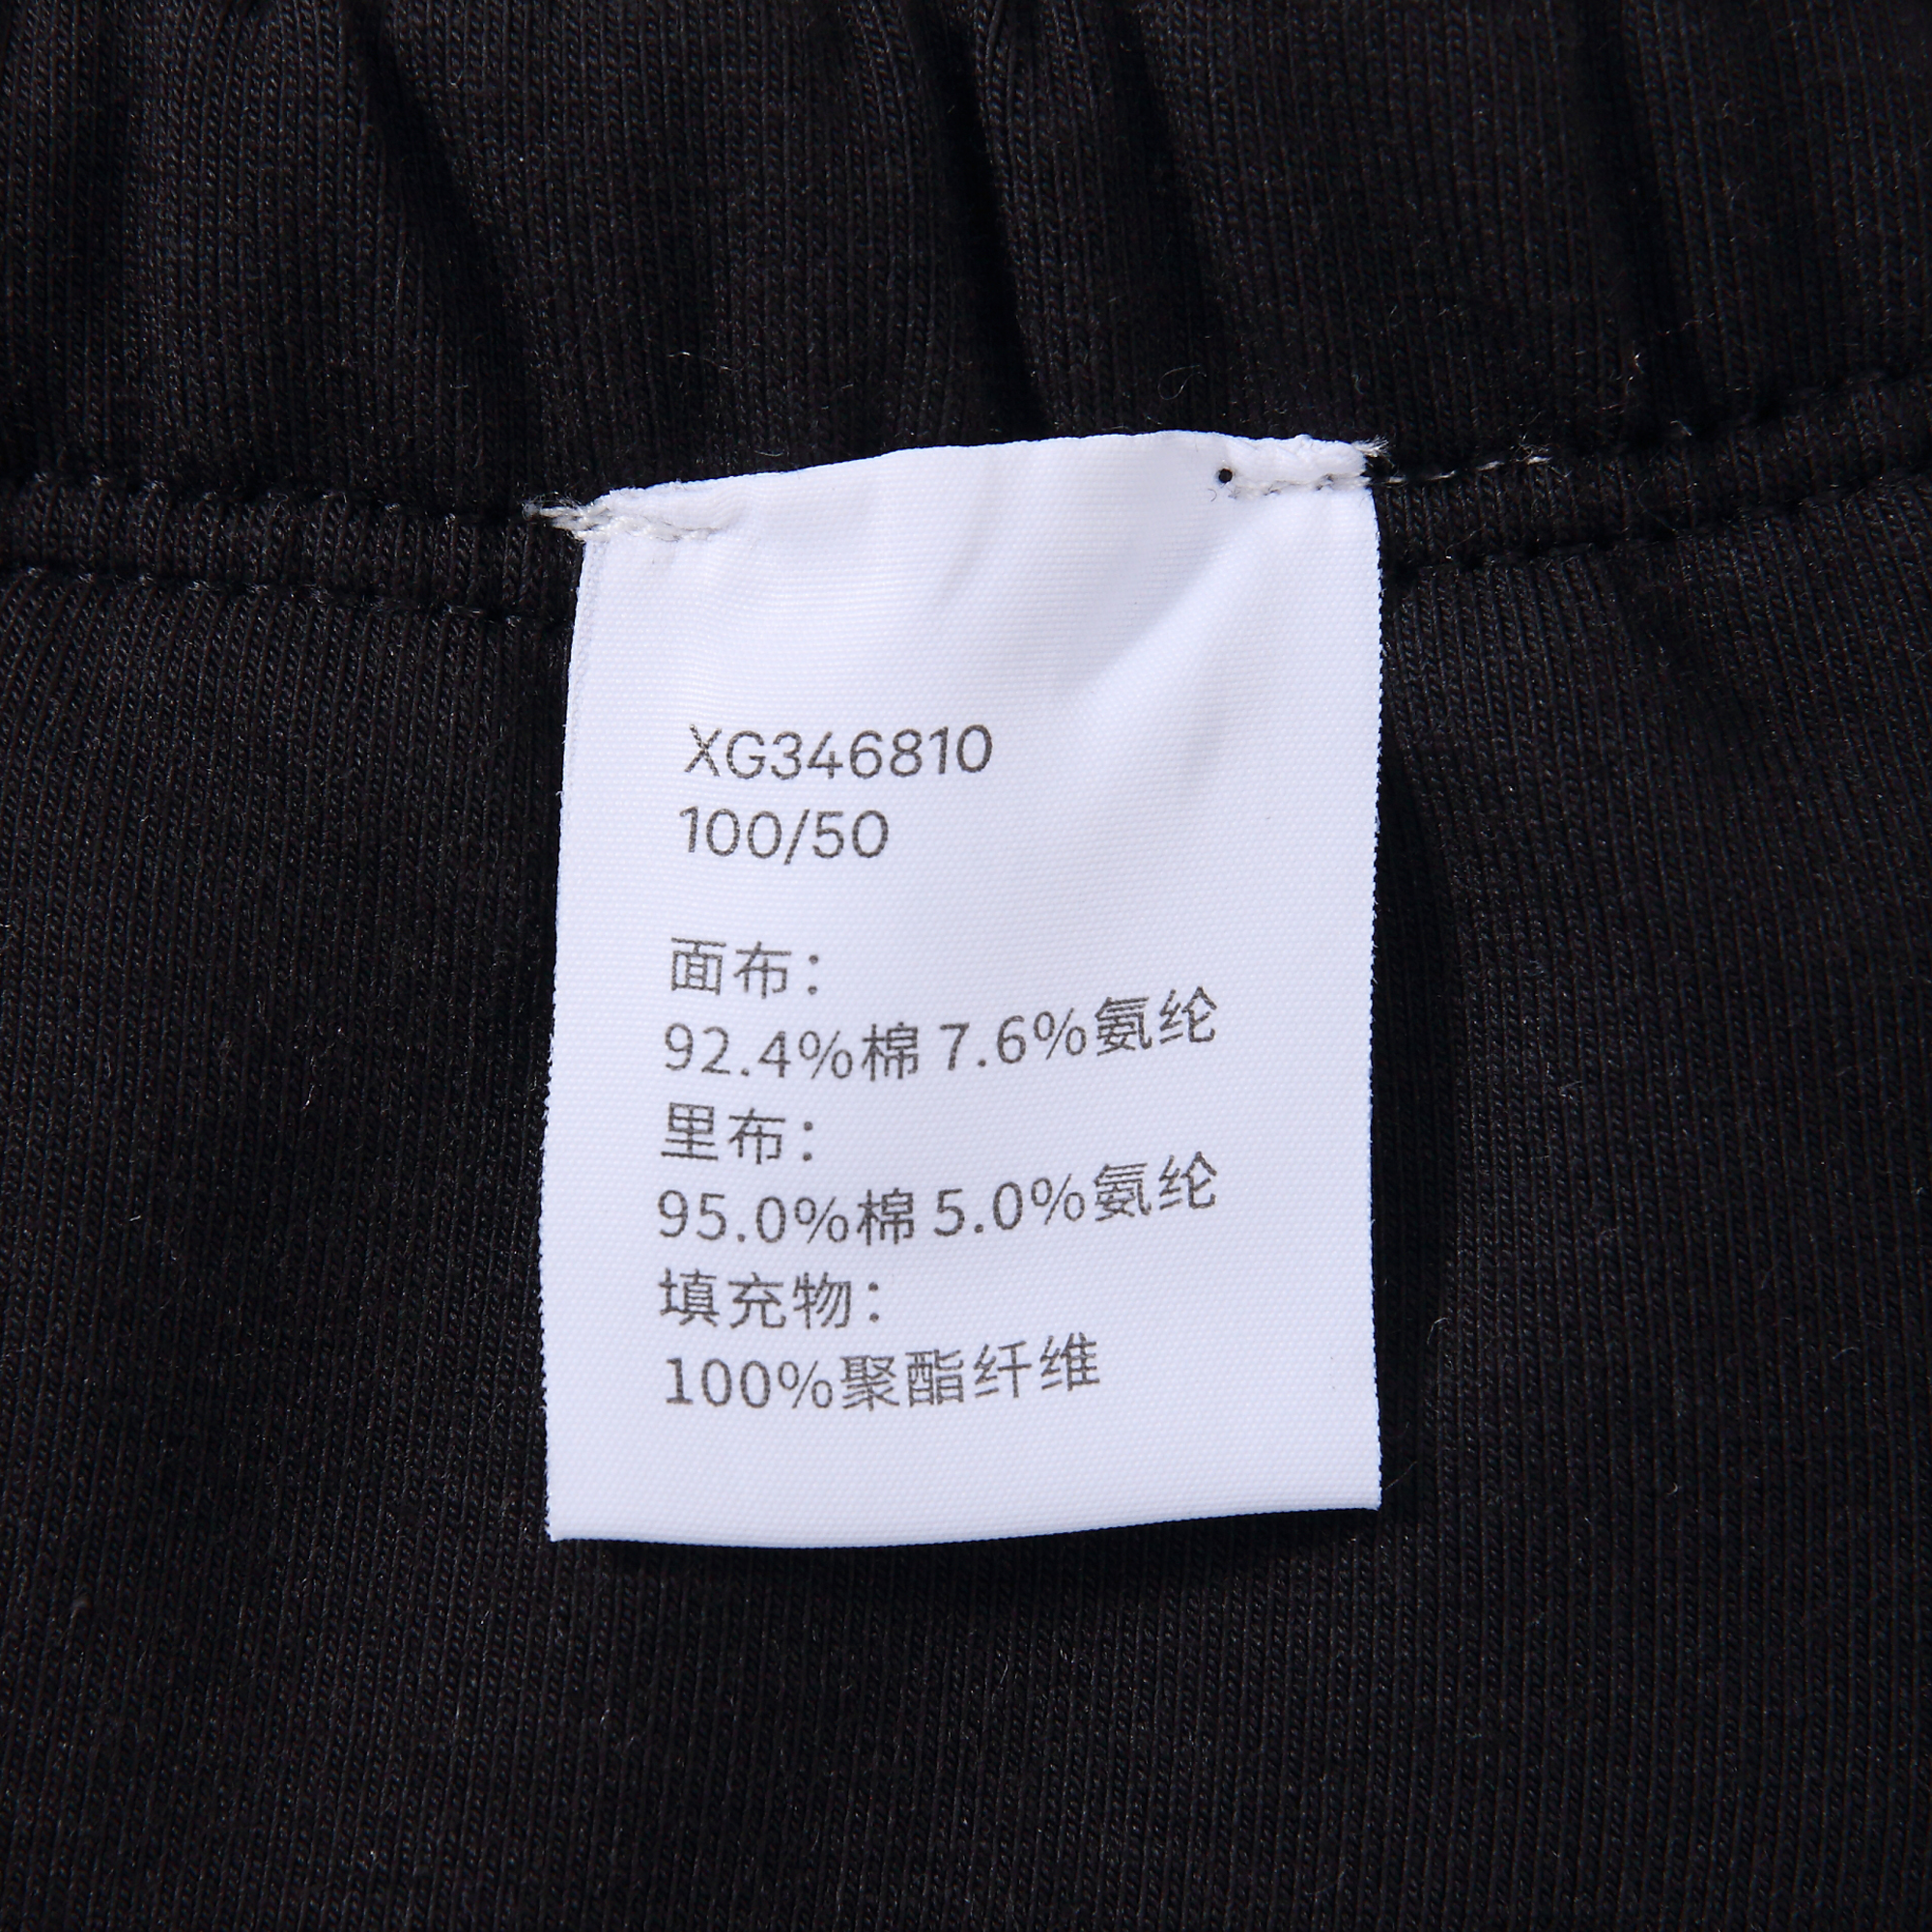 XG346810
100/50
面布：
92.4%棉 7.6%氨纶
里布：
95.0%棉 5.0%氨纶
填充物：
100%聚酯纤维